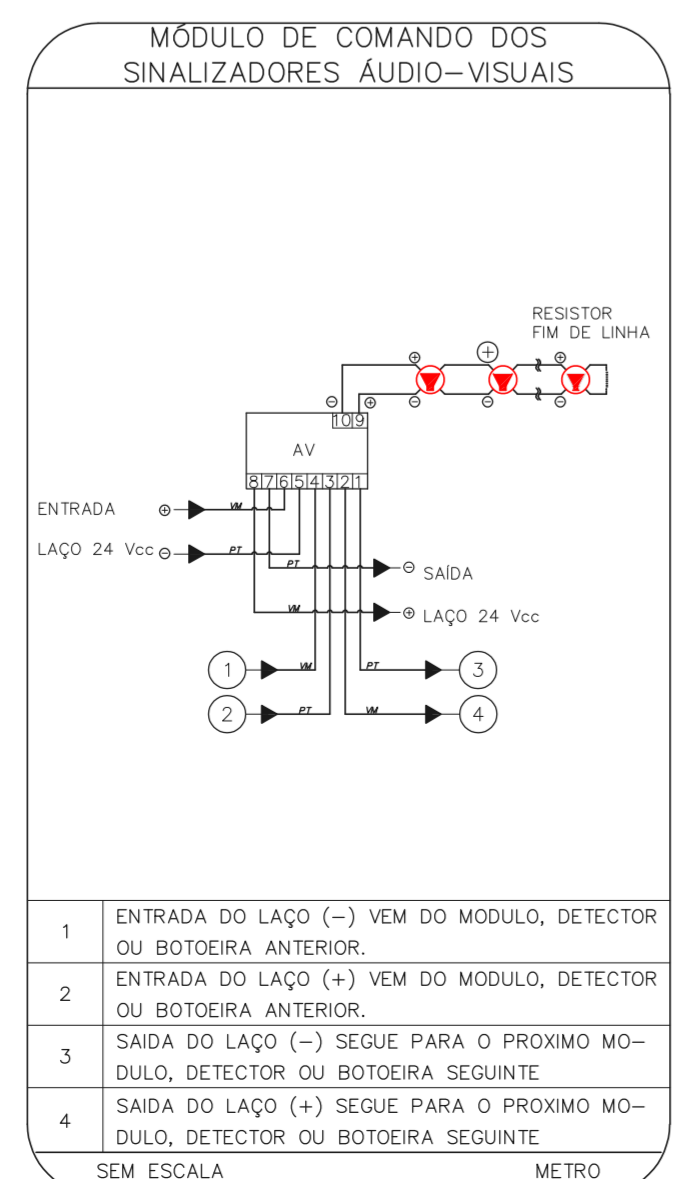 MÓDULO DE COMANDO DOS
SINALIZADORES ÁUDIO-VISUAIS
RESISTOR
FIM DE LINHA
⊕ ⊕ ⊕
⊖ ⊖ ⊖
⊖ ⊕
10 9
AV
8 7 6 5 4 3 2 1
ENTRADA ⊕ VM
LAÇO 24 Vcc ⊖ PT
PT ⊖ SAÍDA
VM ⊕ LAÇO 24 Vcc
1 VM PT 3
2 PT VM 4
1 ENTRADA DO LAÇO (-) VEM DO MODULO, DETECTOR
OU BOTOEIRA ANTERIOR.
2 ENTRADA DO LAÇO (+) VEM DO MODULO, DETECTOR
OU BOTOEIRA ANTERIOR.
3 SAIDA DO LAÇO (-) SEGUE PARA O PROXIMO MO-
DULO, DETECTOR OU BOTOEIRA SEGUINTE
4 SAIDA DO LAÇO (+) SEGUE PARA O PROXIMO MO-
DULO, DETECTOR OU BOTOEIRA SEGUINTE
SEM ESCALA METRO